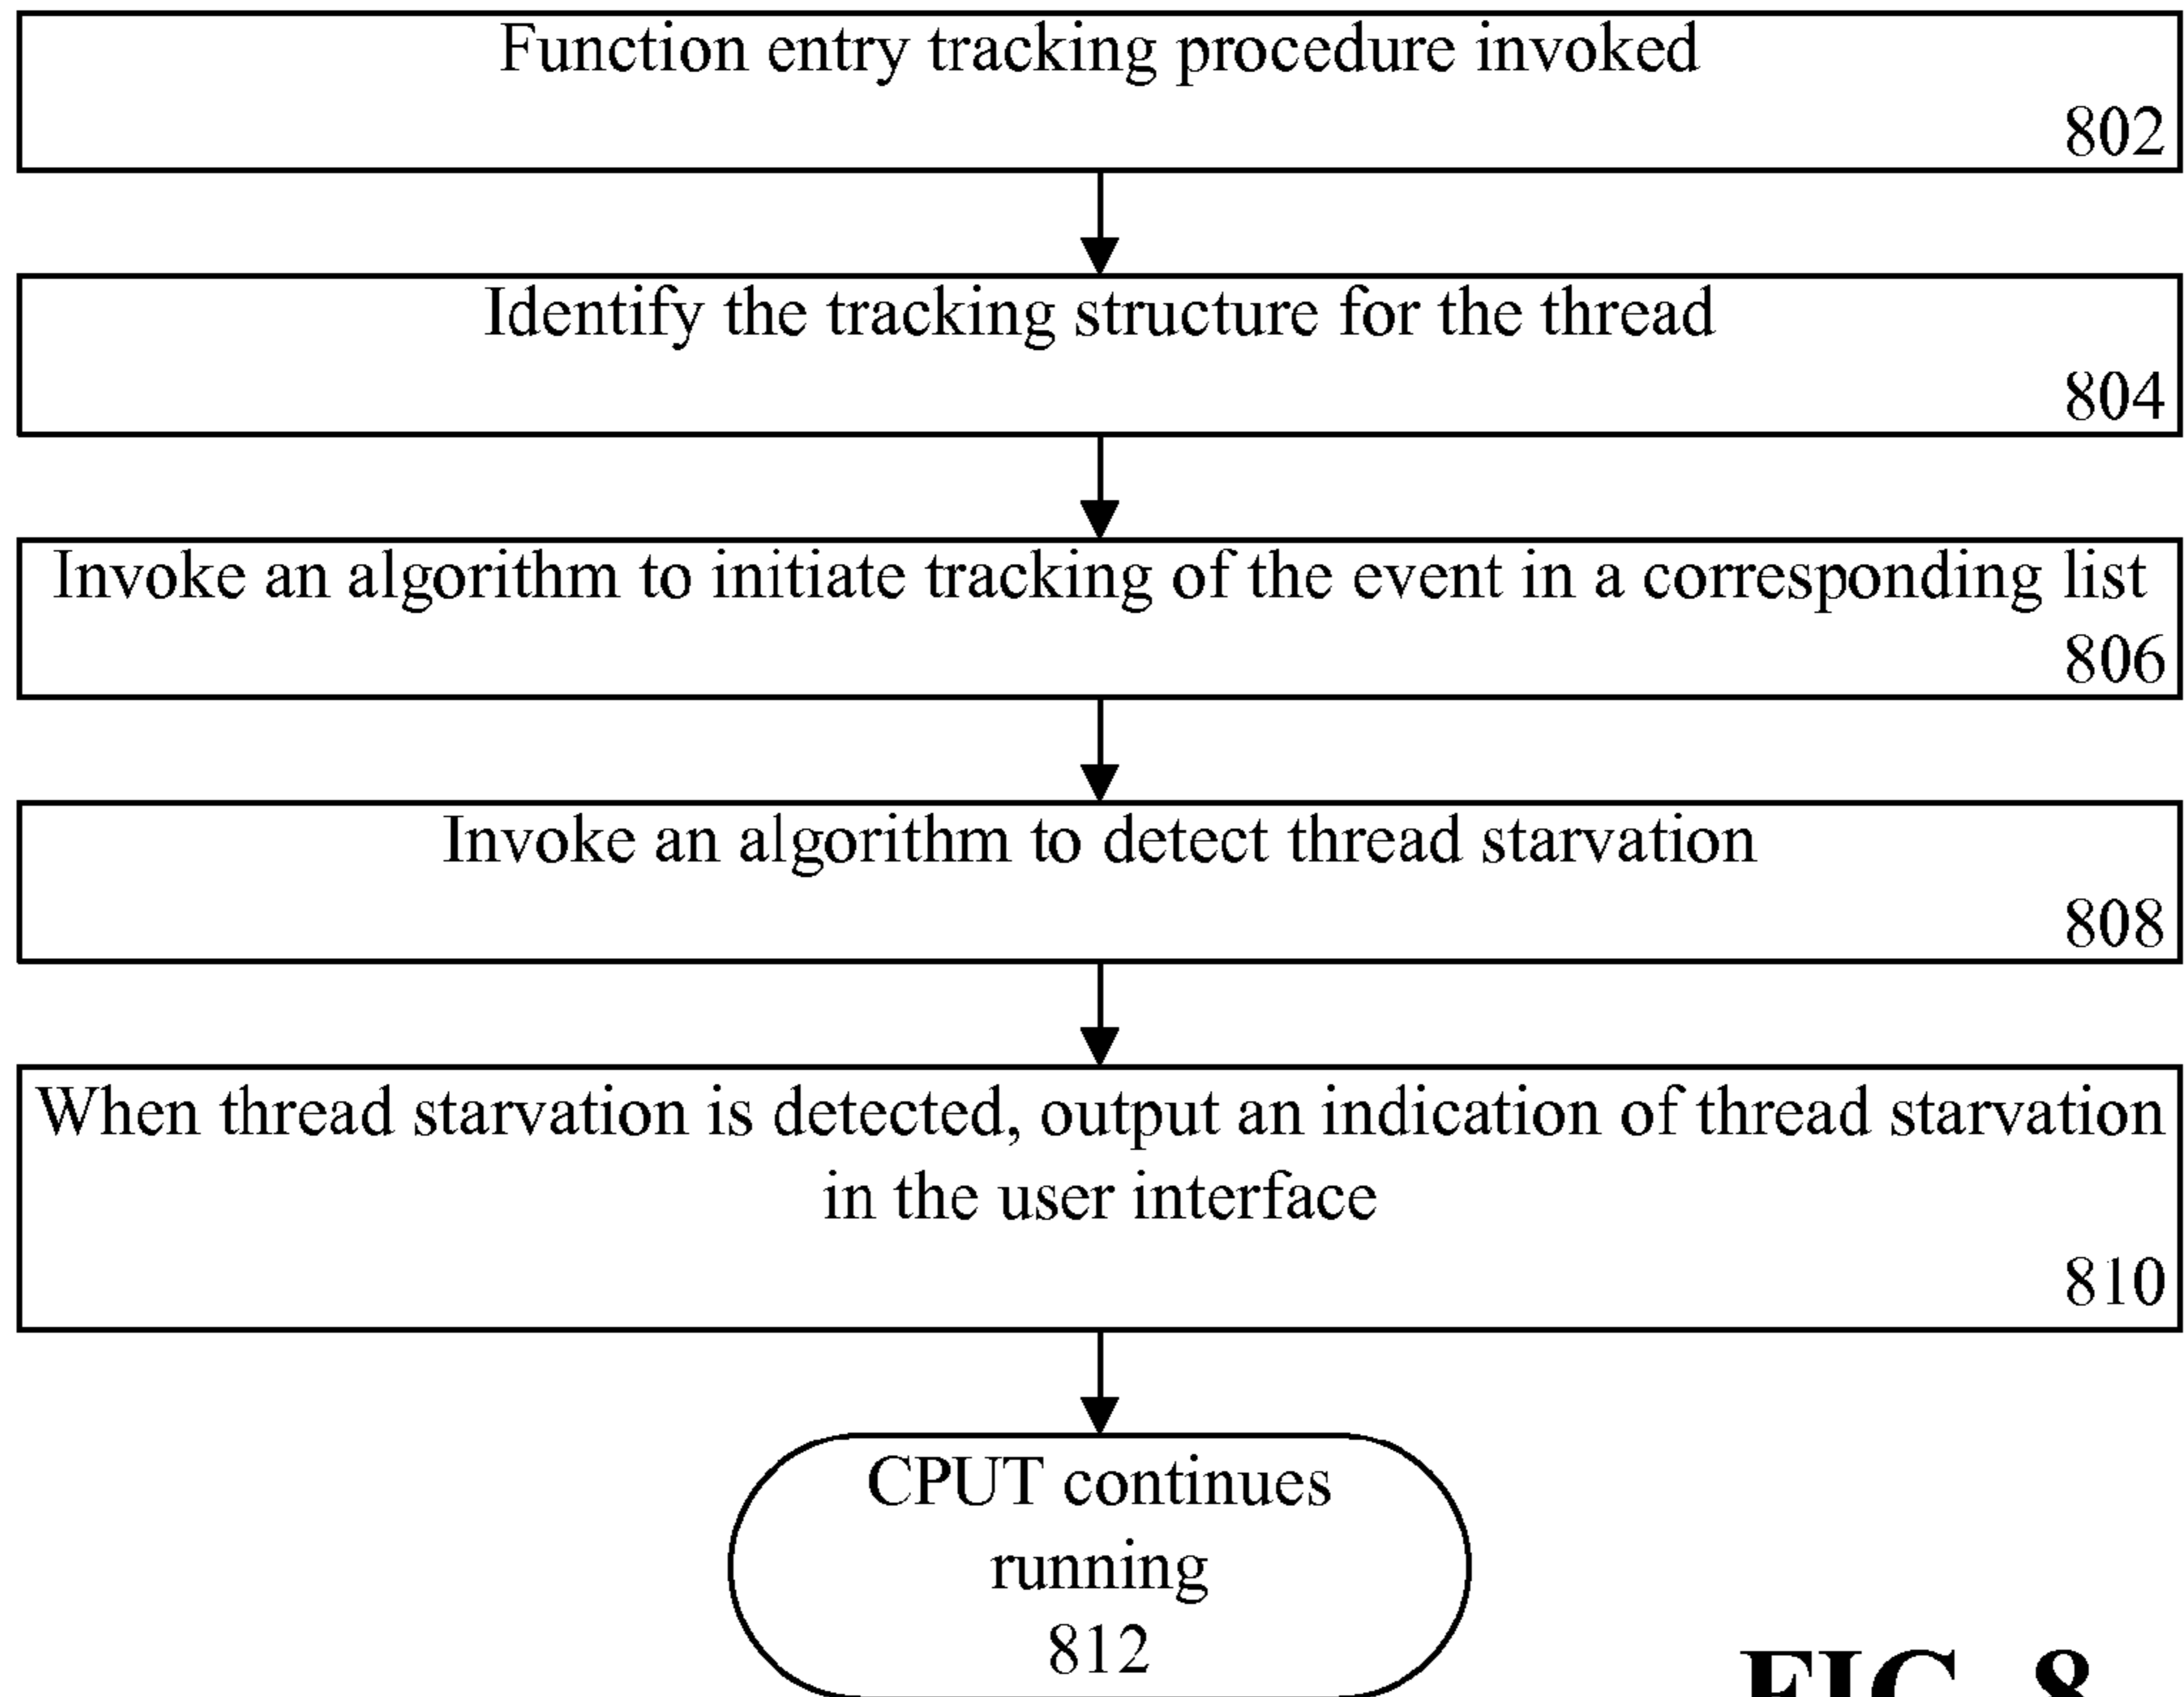 Function entry tracking procedure invoked
802
Identify the tracking structure for the thread
804
Invoke an algorithm to initiate tracking of the event in a corresponding list
806
Invoke an algorithm to detect thread starvation
808
When thread starvation is detected, output an indication of thread starvation
in the user interface
810
CPUT continues
running
812
FIG. 8